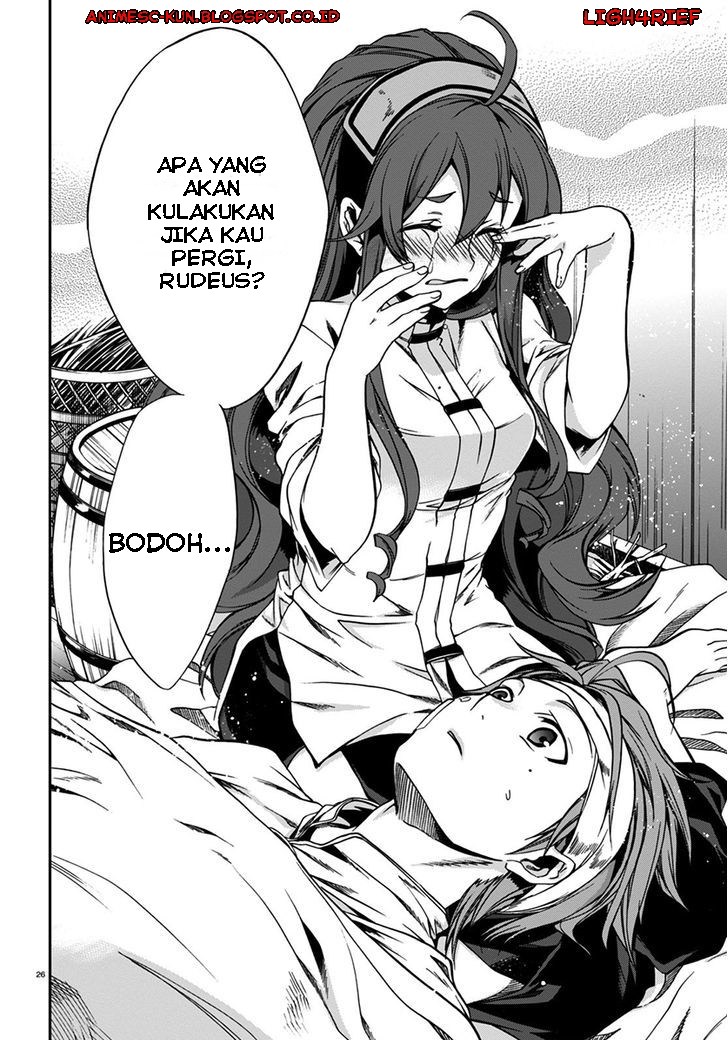 ANIMESC-KUN.BLOGSPOT.CO.ID
LIGH4RIEF
APA YANG
AKAN
KULAKUKAN
JIKA KAU
PERGI,
RUDEUS?
BODOH...
26